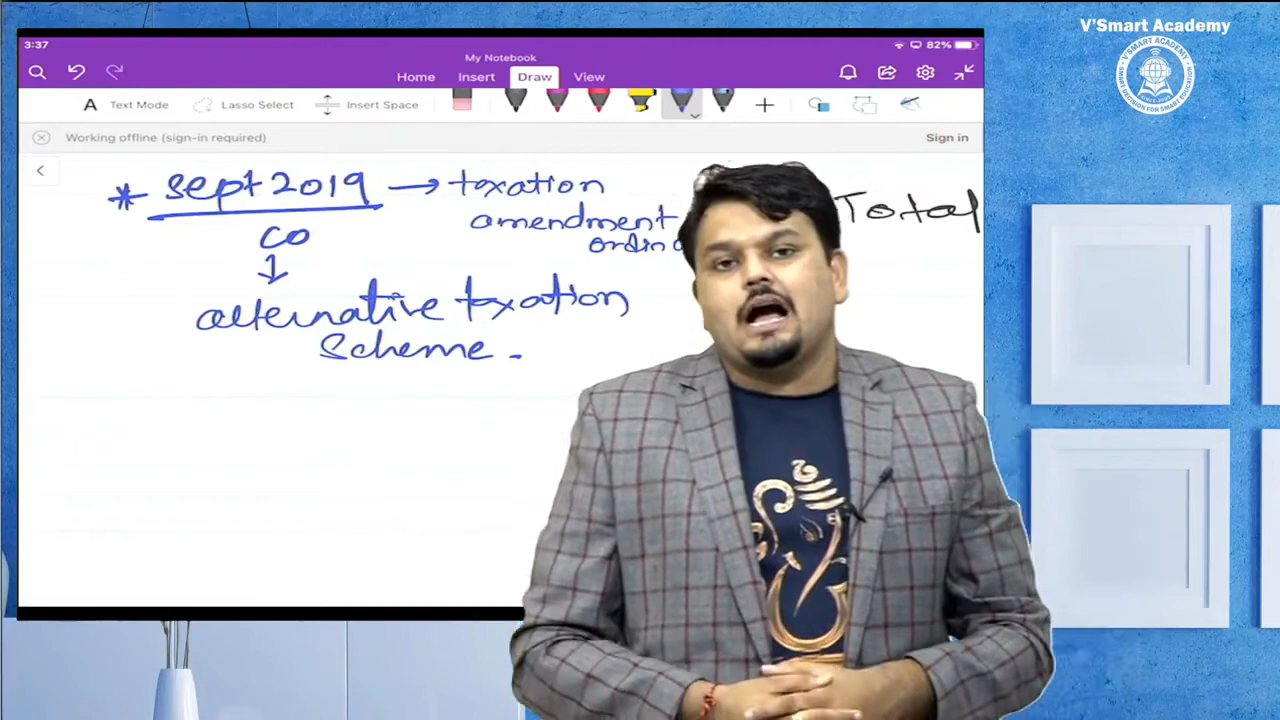 V'Smart Academy
3:37
82%
My Notebook
Home Insert Draw View
A Text Mode Lasso Select Insert Space
Working offline (sign-in required) Sign in
* Sept 2019 → taxation
amendment
Total
co
↓
alternative taxation
Scheme.